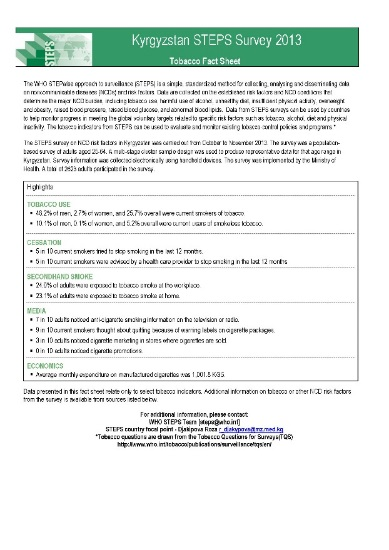 STEPS
Kyrgyzstan STEPS Survey 2013
Tobacco Fact Sheet
The WHO STEPwise approach to surveillance (STEPS) is a simple, standardized method for collecting, analysing and disseminating data
on noncommunicable diseases (NCDs) and risk factors. Data are collected on the established risk factors and NCD conditions that
determine the major NCD burden, including tobacco use, harmful use of alcohol, unhealthy diet, insufficient physical activity, overweight
and obesity, raised blood pressure, raised blood glucose, and abnormal blood lipids. Data from STEPS surveys can be used by countries
to help monitor progress in meeting the global voluntary targets related to specific risk factors such as tobacco, alcohol, diet and physical
inactivity. The tobacco indicators from STEPS can be used to evaluate and monitor existing tobacco control policies and programs.*
The STEPS survey on NCD risk factors in Kyrgyzstan was carried out from October to November 2013. The survey was a population-
based survey of adults aged 25-64. A multi-stage cluster sample design was used to produce representative data for that age range in
Kyrgyzstan. Survey information was collected electronically using handheld devices. The survey was implemented by the Ministry of
Health. A total of 2623 adults participated in the survey.
Highlights
TOBACCO USE
• 48.2% of men, 2.7% of women, and 25.7% overall were current smokers of tobacco.
• 10.1% of men, 0.1% of women, and 5.2% overall were current users of smokeless tobacco.
CESSATION
• 5 in 10 current smokers tried to stop smoking in the last 12 months.
• 5 in 10 current smokers were advised by a health care provider to stop smoking in the last 12 months
SECONDHAND SMOKE
• 24.0% of adults were exposed to tobacco smoke at the workplace.
• 23.1% of adults were exposed to tobacco smoke at home.
MEDIA
• 7 in 10 adults noticed anti-cigarette smoking information on the television or radio.
• 9 in 10 current smokers thought about quitting because of warning labels on cigarette packages.
• 3 in 10 adults noticed cigarette marketing in stores where cigarettes are sold.
• 0 in 10 adults noticed cigarette promotions.
ECONOMICS
• Average monthly expenditure on manufactured cigarettes was 1,001.8 KGS.
Data presented in this fact sheet relate only to select tobacco indicators. Additional information on tobacco or other NCD risk factors
from the survey is available from sources listed below.
For additional information, please contact:
WHO STEPS Team [steps@who.int]
STEPS country focal point - Djakipova Roza r_djakypova@mz.med.kg
*Tobacco questions are drawn from the Tobacco Questions for Surveys(TQS)
http://www.who.int/tobacco/publications/surveillance/tqs/en/